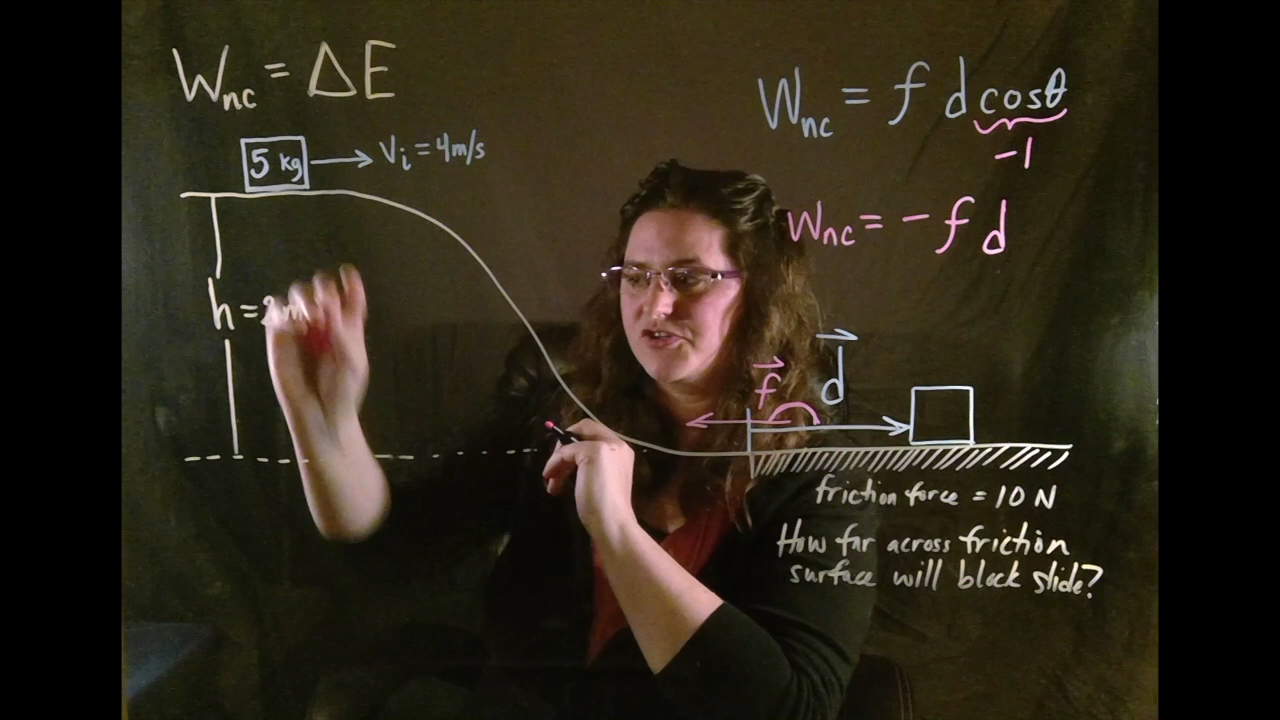 W_nc = ΔE
5 kg → v_i = 4 m/s
h = 2 m
W_nc = f d cosθ
-1
W_nc = - f d
f d
friction force = 10 N
How far across friction
surface will block slide?